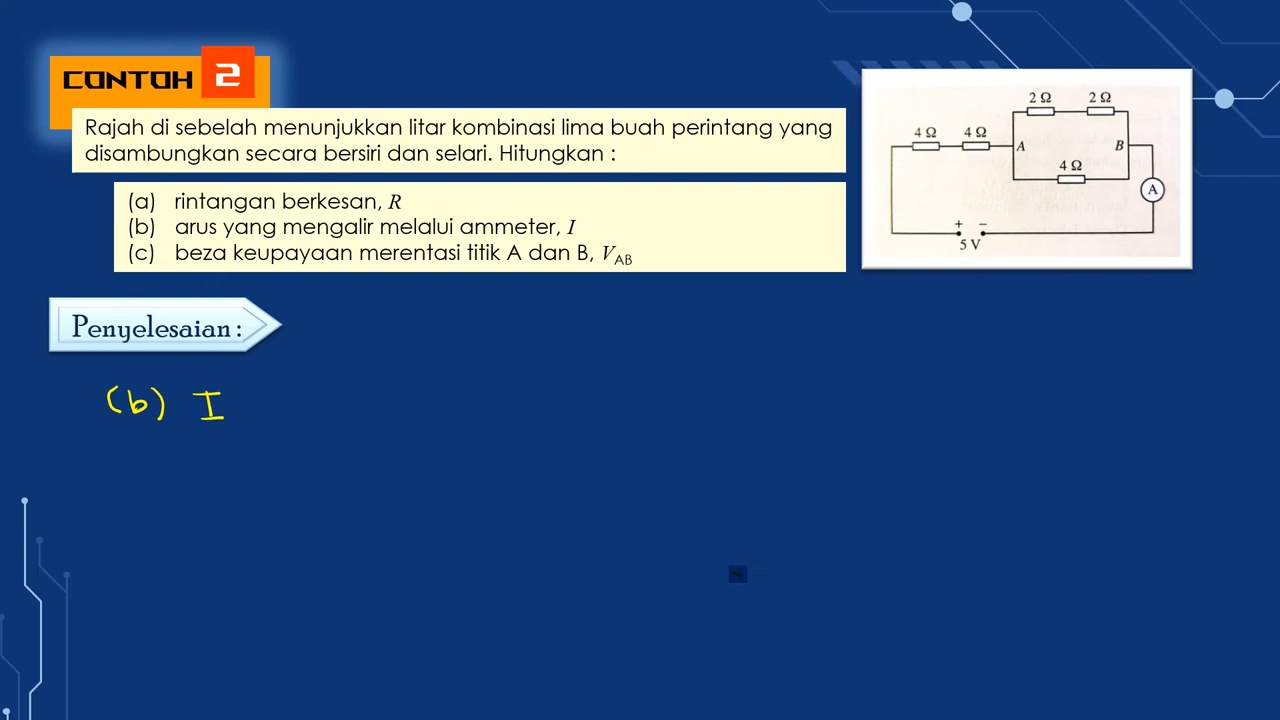 CONTOH 2
Rajah di sebelah menunjukkan litar kombinasi lima buah perintang yang
disambungkan secara bersiri dan selari. Hitungkan :
(a) rintangan berkesan, R
(b) arus yang mengalir melalui ammeter, I
(c) beza keupayaan merentasi titik A dan B, V_AB
2 Ω 2 Ω
4 Ω 4 Ω
A B
4 Ω
A
+ −
5 V
Penyelesaian :
(b) I